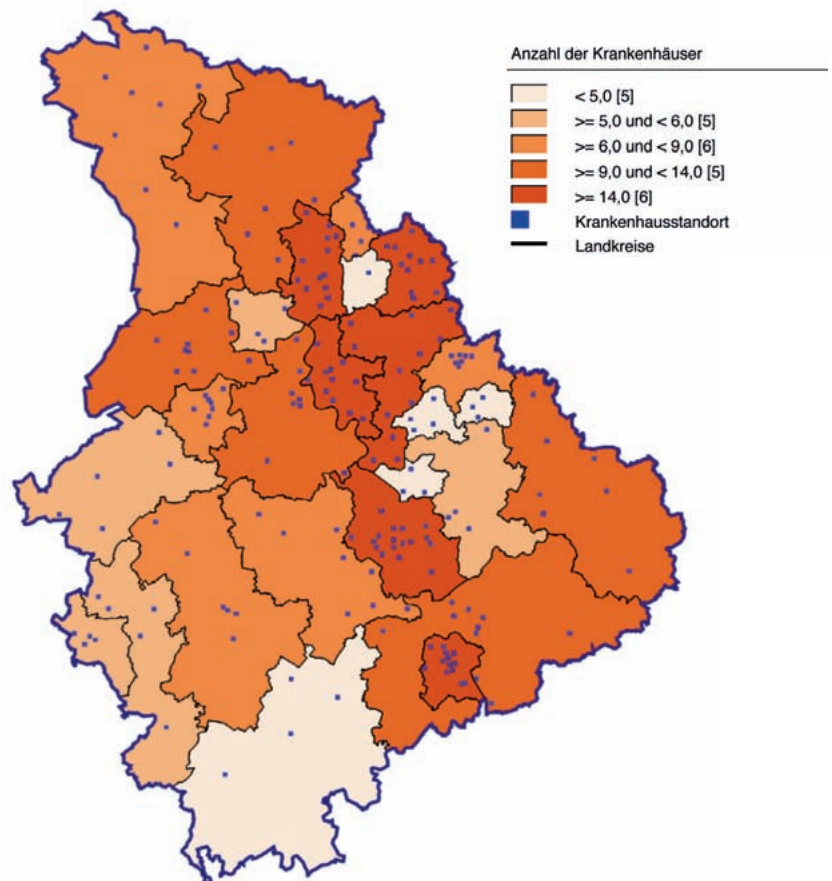 Anzahl der Krankenhäuser
< 5,0 [5]
>= 5,0 und < 6,0 [5]
>= 6,0 und < 9,0 [6]
>= 9,0 und < 14,0 [5]
>= 14,0 [6]
Krankenhausstandort
Landkreise